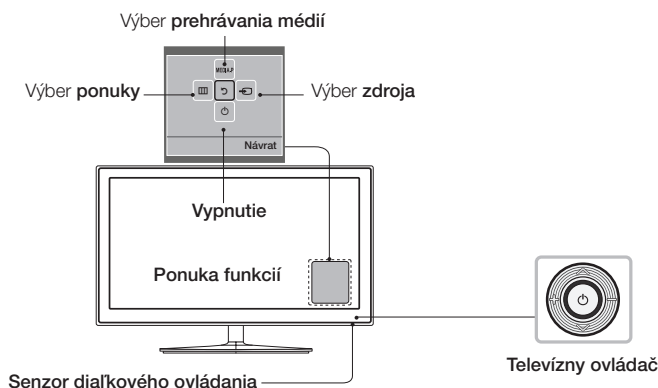 Výber prehrávania médií
MEDIA.P
Výber ponuky
Výber zdroja
Návrat
Vypnutie
Ponuka funkcií
Televízny ovládač
Senzor diaľkového ovládania